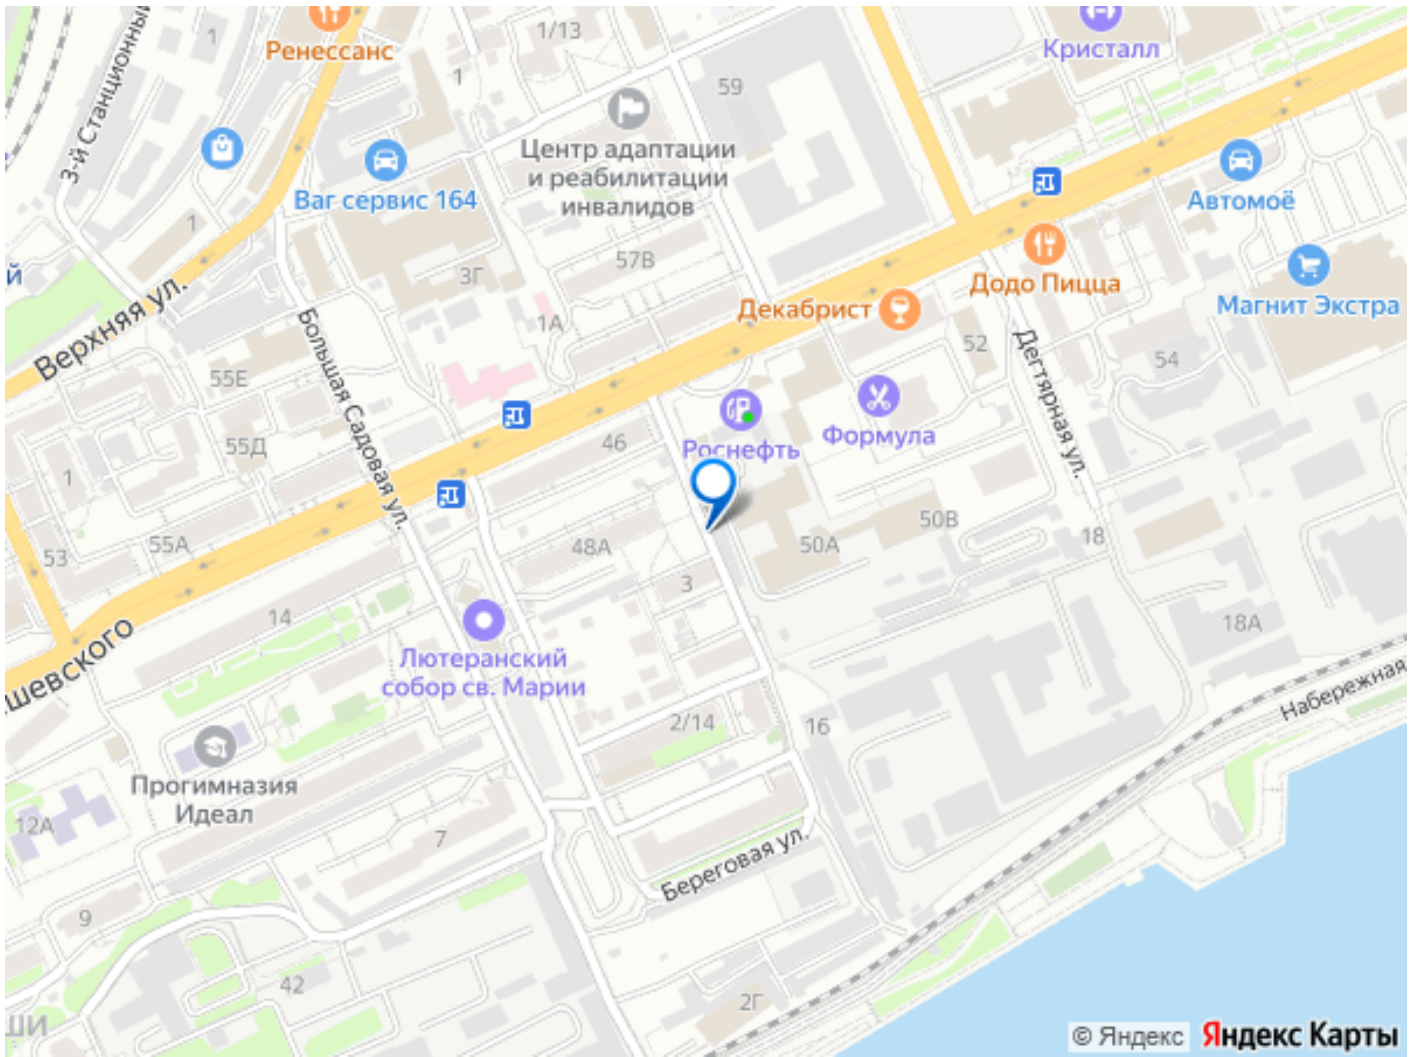 3-й Станционный
1
Ренессанс
1/13
1
59
Кристалл
Центр адаптации
и реабилитации
инвалидов
Ваг сервис 164
Автомоё
1
й
Верхняя ул.
3Г
57В
Додо Пицца
Декабрист
Магнит Экстра
Большая Садовая ул.
1А
52
54
Дегтярная ул.
55Е
55Д
46
Роснефть
Формула
1
53
55А
48А
50А
50В
18
3
14
18А
шевского
Лютеранский
собор св. Марии
2/14
16
Набережная
Прогимназия
Идеал
12А
7
Береговая ул.
9
42
2Г
ШИ
© Яндекс
Яндекс Карты